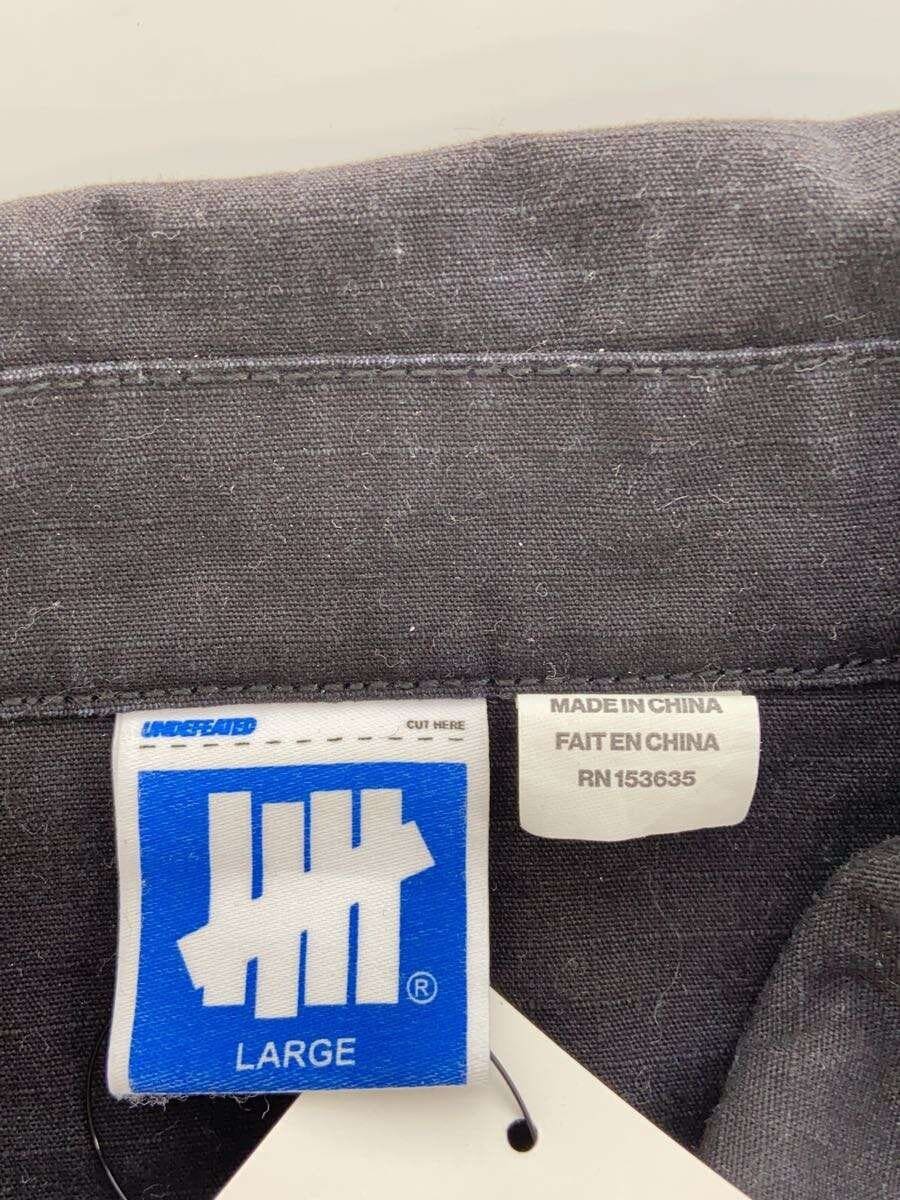 UNDEFEATED
CUT HERE
®
LARGE
MADE IN CHINA
FAIT EN CHINA
RN 153635